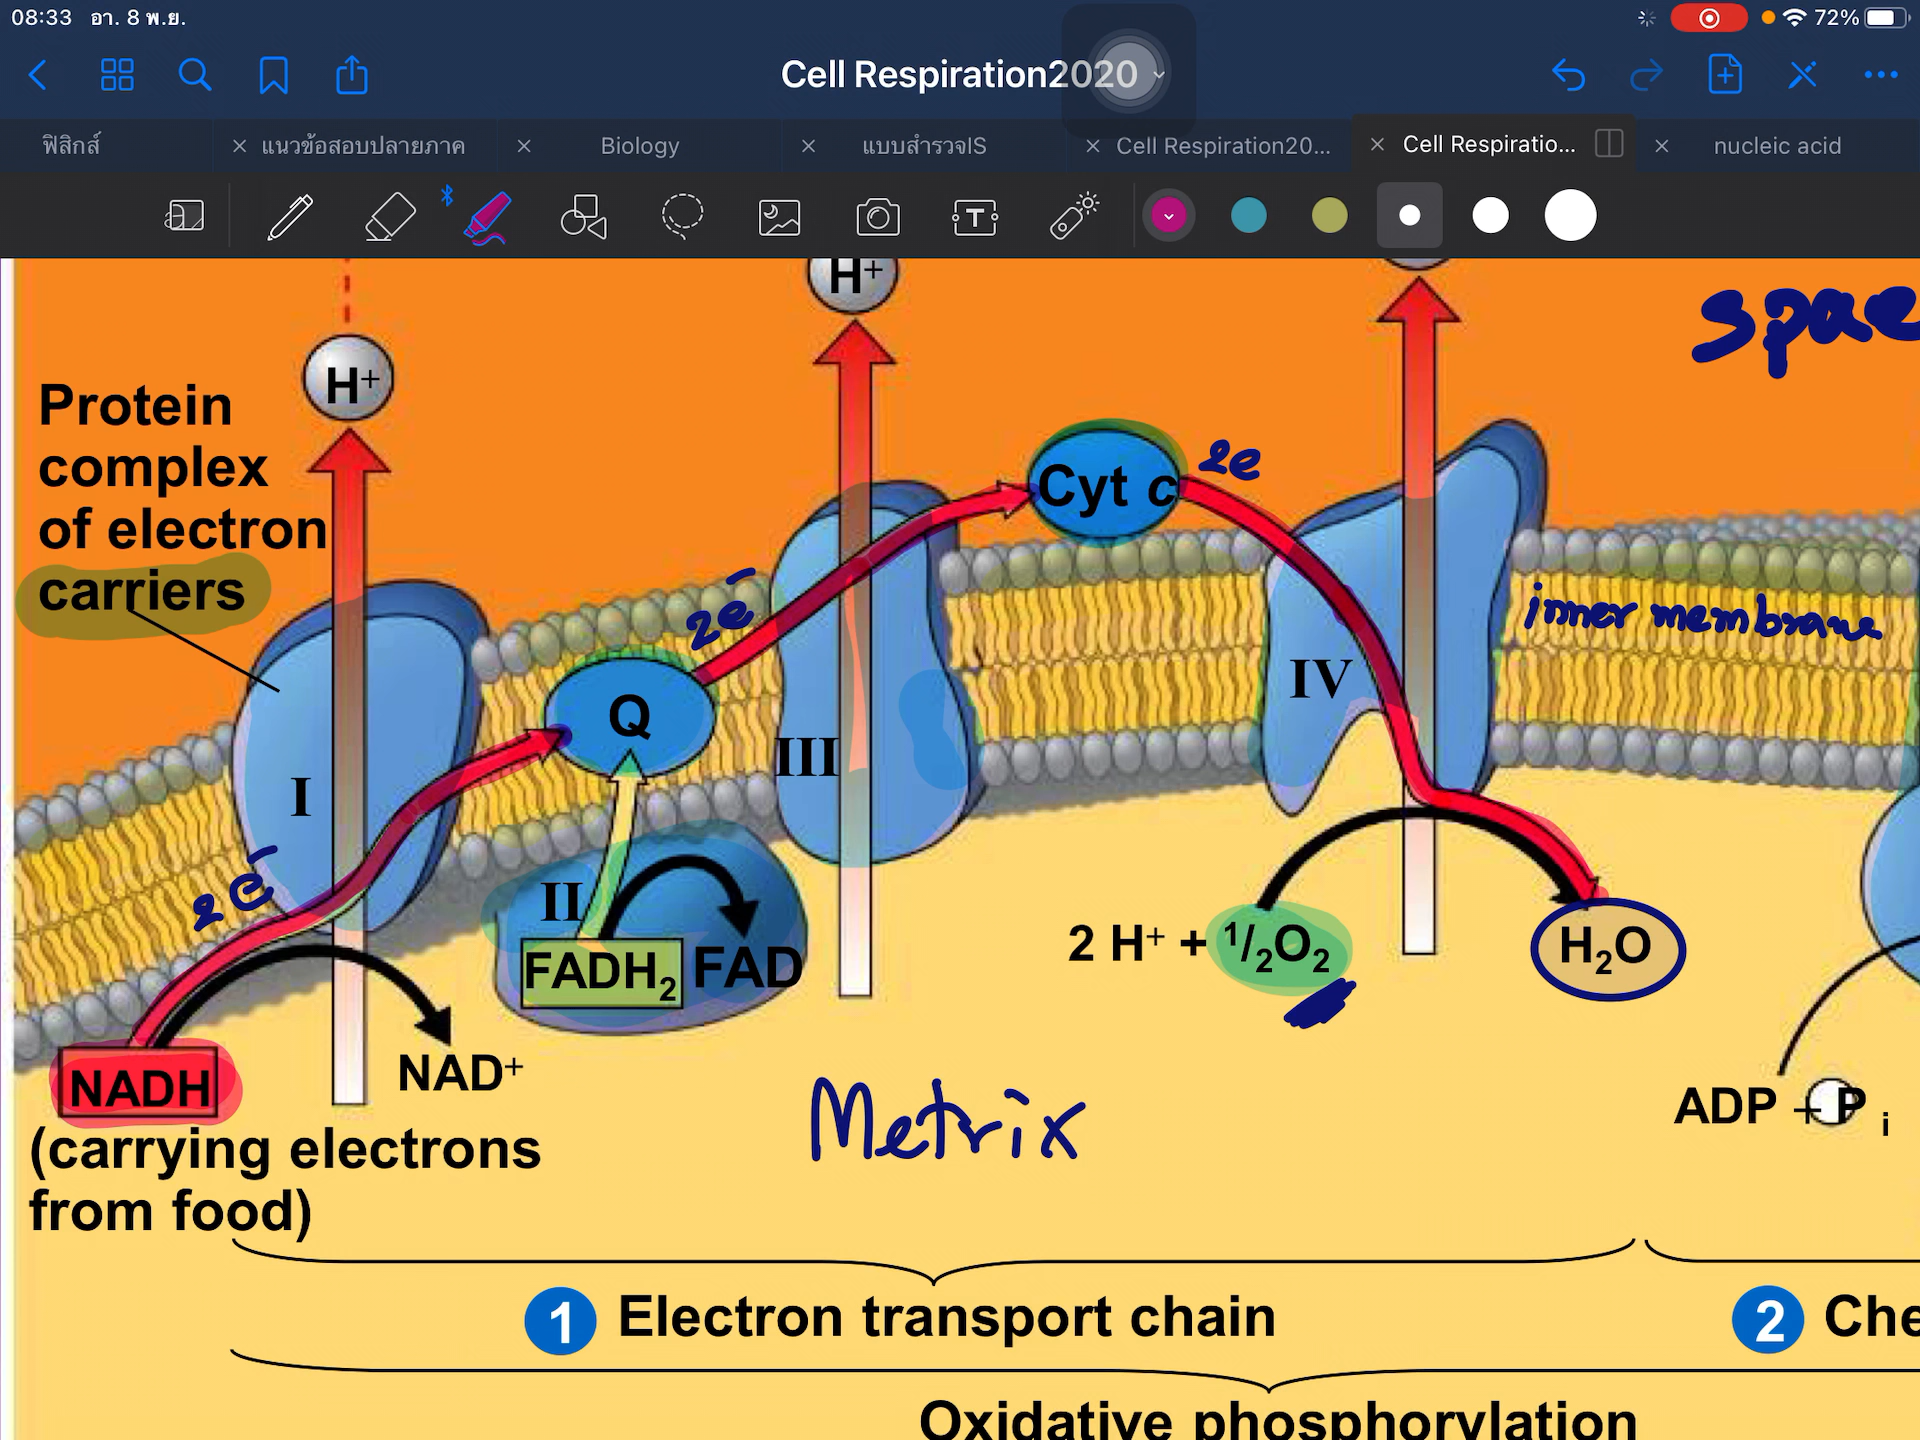 08:33 อา. 8 พ.ย.
72%
Cell Respiration2020
ฟิสิกส์
แนวข้อสอบปลายภาค
Biology
แบบสำรวจIS
Cell Respiration20...
Cell Respiratio...
nucleic acid
H+
H+
spae
Protein
complex
of electron
carriers
Cyt c
2e
2e-
inner membrane
Q
IV
III
I
2e-
II
FADH2 FAD
2 H+ + 1/2O2
H2O
NADH
NAD+
ADP + P i
Metrix
(carrying electrons
from food)
1 Electron transport chain
2 Che
Oxidative phosphorylation